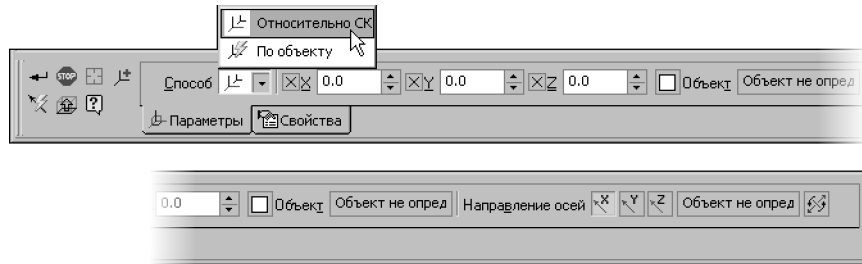 Относительно СК
По объекту
STOP Способ X 0.0 Y 0.0 Z 0.0 Объект Объект не опред
? Параметры Свойства
0.0 Объект Объект не опред Направление осей X Y Z Объект не опред